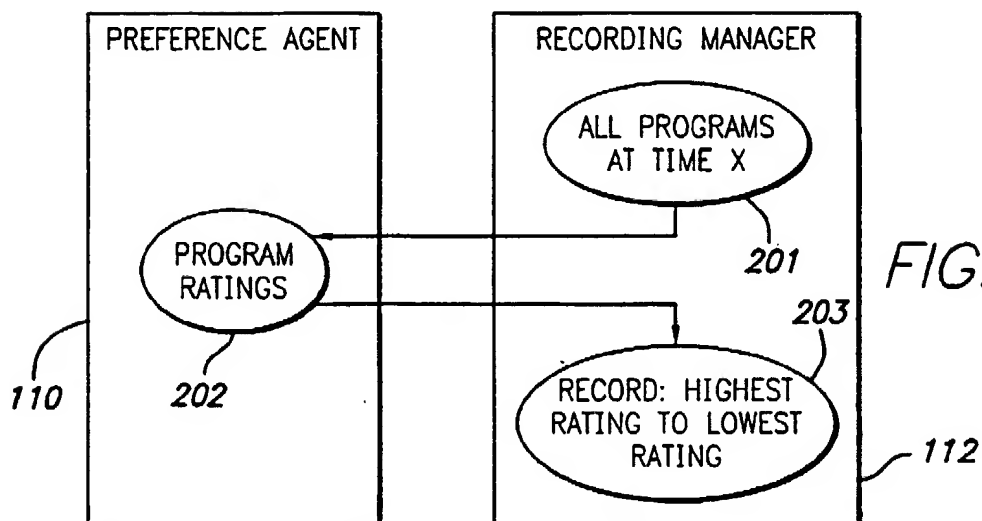 PREFERENCE AGENT
RECORDING MANAGER
ALL PROGRAMS
AT TIME X
201
PROGRAM
RATINGS
202
FIG.
203
RECORD: HIGHEST
RATING TO LOWEST
RATING
110
112